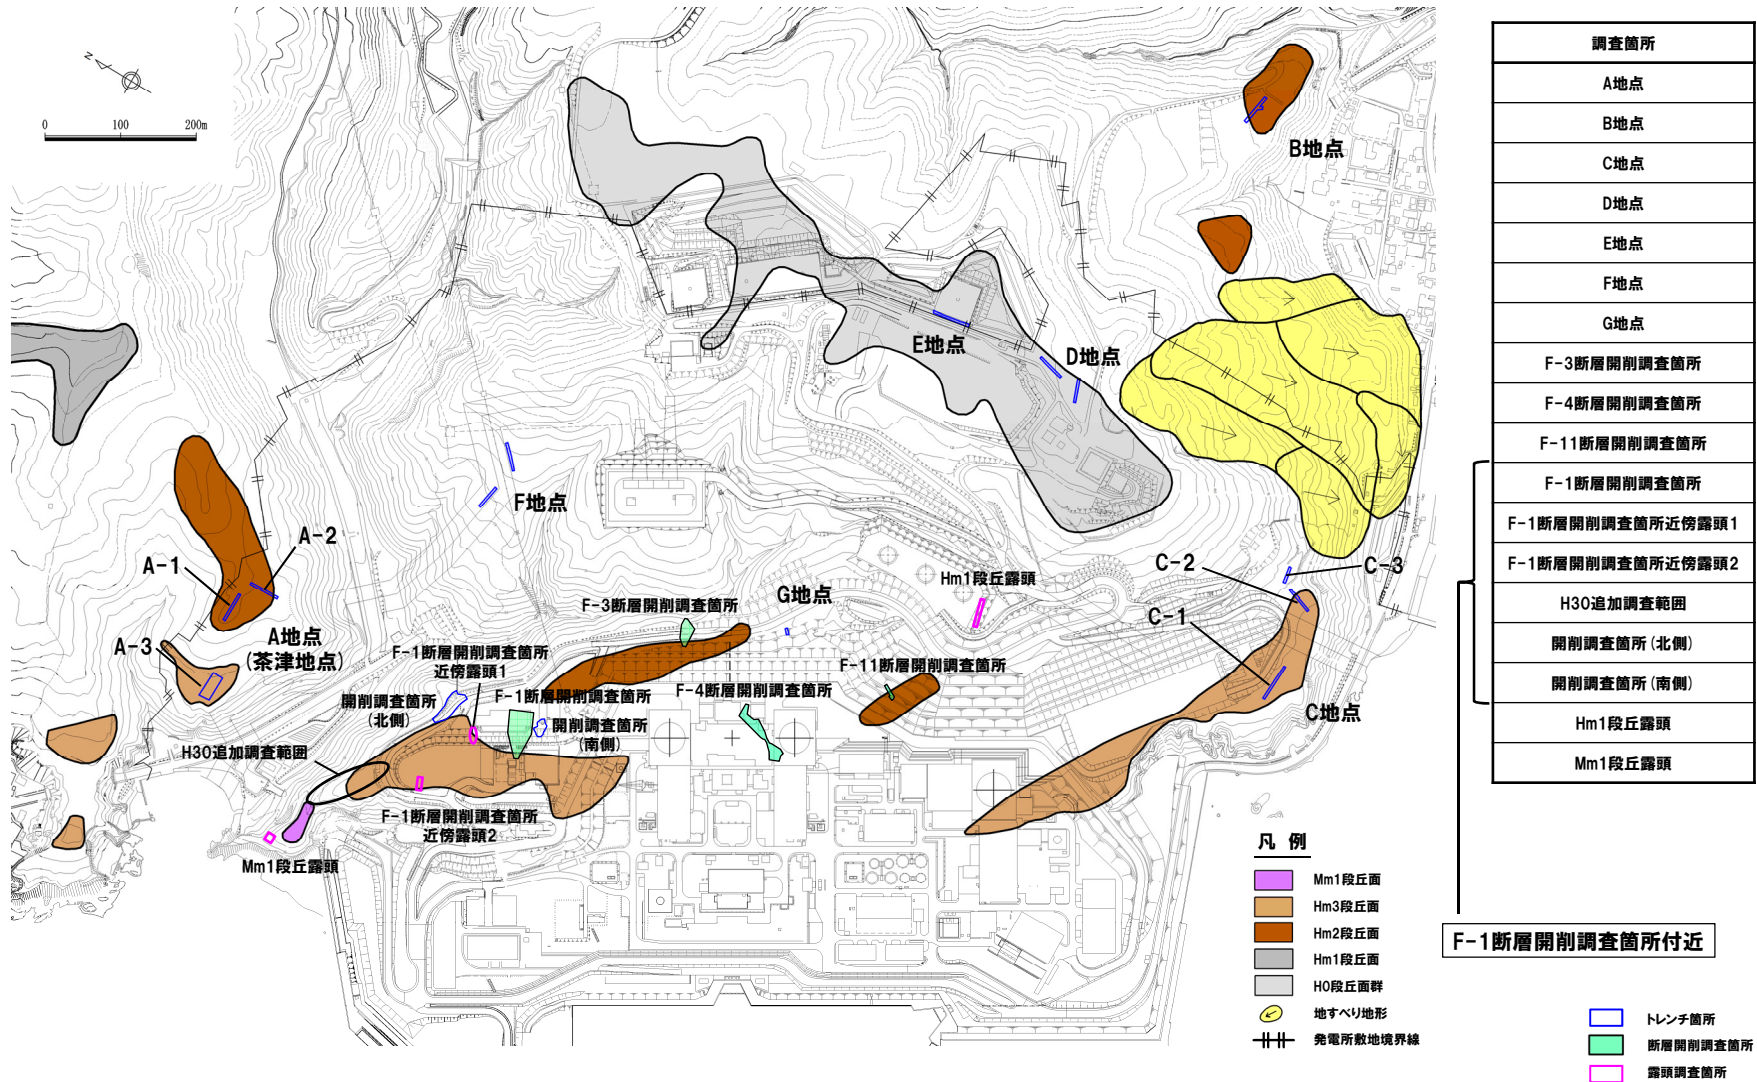 N
0 100 200m
B地点
E地点
D地点
F地点
A-2
A-1
A地点
(茶津地点)
A-3
Hm1段丘露頭
C-2
C-3
C-1
G地点
F-3断層開削調査箇所
F-1断層開削調査箇所
近傍露頭1
F-11断層開削調査箇所
F-1断層開削調査箇所
F-4断層開削調査箇所
開削調査箇所
(北側)
開削調査箇所
(南側)
C地点
H30追加調査範囲
F-1断層開削調査箇所
近傍露頭2
Mm1段丘露頭
凡 例
Mm1段丘面
Hm3段丘面
Hm2段丘面
Hm1段丘面
H0段丘面群
地すべり地形
発電所敷地境界線
調査箇所
A地点
B地点
C地点
D地点
E地点
F地点
G地点
F-3断層開削調査箇所
F-4断層開削調査箇所
F-11断層開削調査箇所
F-1断層開削調査箇所
F-1断層開削調査箇所近傍露頭1
F-1断層開削調査箇所近傍露頭2
H30追加調査範囲
開削調査箇所(北側)
開削調査箇所(南側)
Hm1段丘露頭
Mm1段丘露頭
F-1断層開削調査箇所付近
トレンチ箇所
断層開削調査箇所
露頭調査箇所